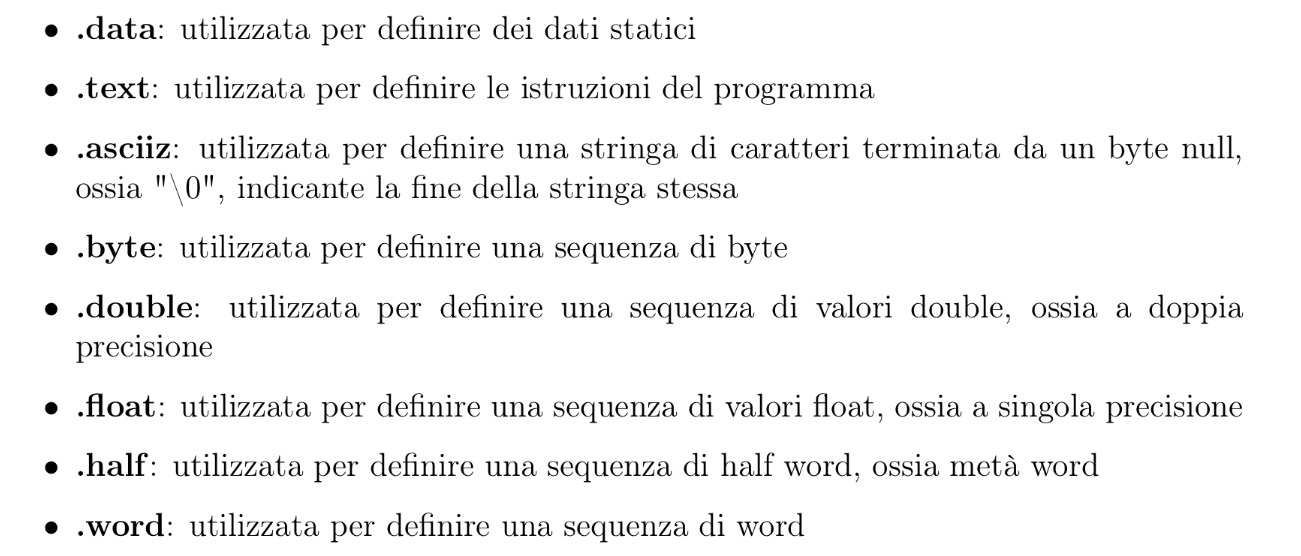 • .data: utilizzata per definire dei dati statici
• .text: utilizzata per definire le istruzioni del programma
• .asciiz: utilizzata per definire una stringa di caratteri terminata da un byte null,
ossia "\0", indicante la fine della stringa stessa
• .byte: utilizzata per definire una sequenza di byte
• .double: utilizzata per definire una sequenza di valori double, ossia a doppia
precisione
• .float: utilizzata per definire una sequenza di valori float, ossia a singola precisione
• .half: utilizzata per definire una sequenza di half word, ossia metà word
• .word: utilizzata per definire una sequenza di word